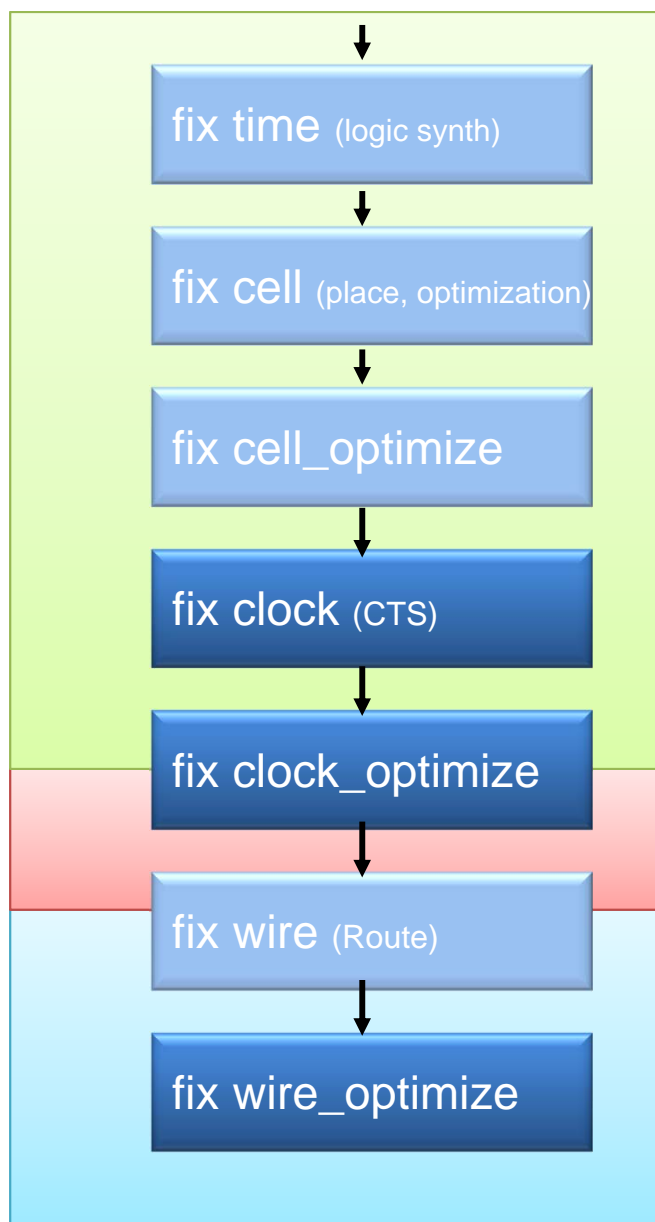 fix time (logic synth)
fix cell (place, optimization)
fix cell_optimize
fix clock (CTS)
fix clock_optimize
fix wire (Route)
fix wire_optimize